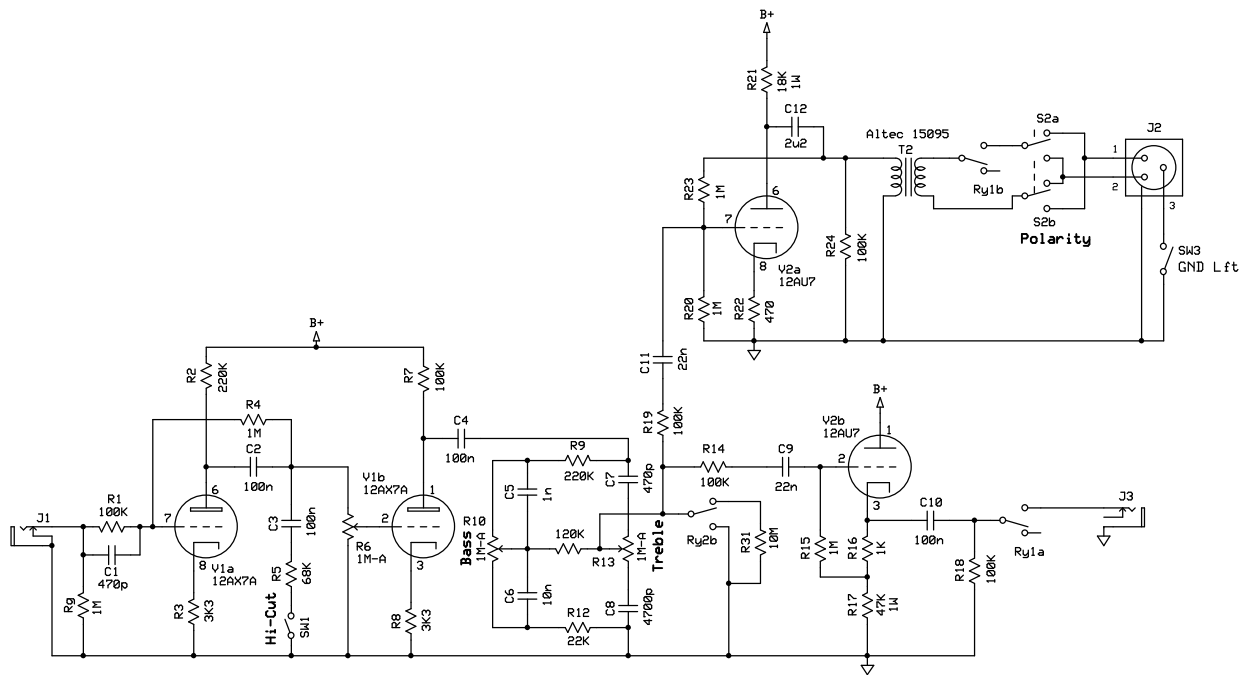 B+
R21
18K
1W
C12
2u2
Altec 15095
T2
S2a
J2
1
2
3
Ry1b
S2b
Polarity
SW3
GND Lft
R23
1M
6
7
8
V2a
12AU7
R24
100K
R20
1M
R22
470
C11
22n
R19
100K
B+
R2
220K
R7
100K
R4
1M
C2
100n
C4
100n
J1
R1
100K
C1
470p
Rg
1M
6
7
8
V1a
12AX7A
R3
3K3
C3
100n
R5
68K
Hi-Cut
SW1
R6
1M-A
V1b
12AX7A
1
2
3
R8
3K3
Bass
R10
1M-A
C5
1n
R9
220K
C7
470p
120K
R13
1M-A
Treble
C6
10n
R12
22K
C8
4700p
R14
100K
C9
22n
Ry2b
R31
10M
B+
V2b
12AU7
1
2
3
R15
1M
R16
1K
R17
47K
1W
C10
100n
R18
100K
Ry1a
J3